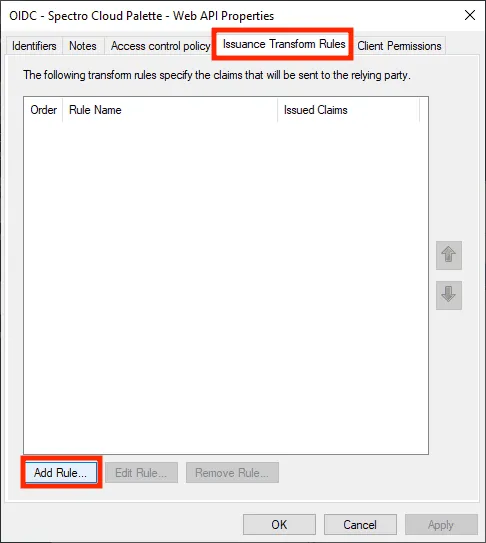 OIDC - Spectro Cloud Palette - Web API Properties
Identifiers Notes Access control policy Issuance Transform Rules Client Permissions
The following transform rules specify the claims that will be sent to the relying party.
Order Rule Name Issued Claims
Add Rule... Edit Rule... Remove Rule...
OK Cancel Apply